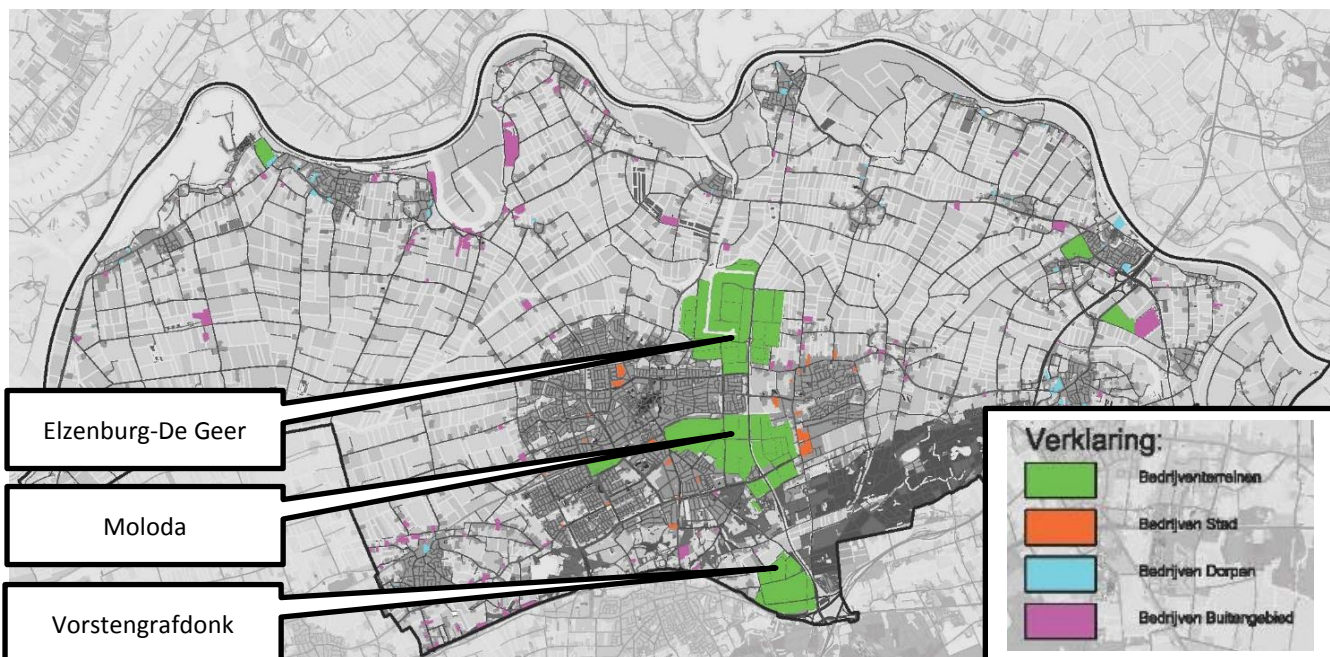 Elzenburg-De Geer
Moloda
Vorstengrafdonk
Verklaring:
Bedrijventerreinen
Bedrijven Stad
Bedrijven Dorpen
Bedrijven Buitengebied